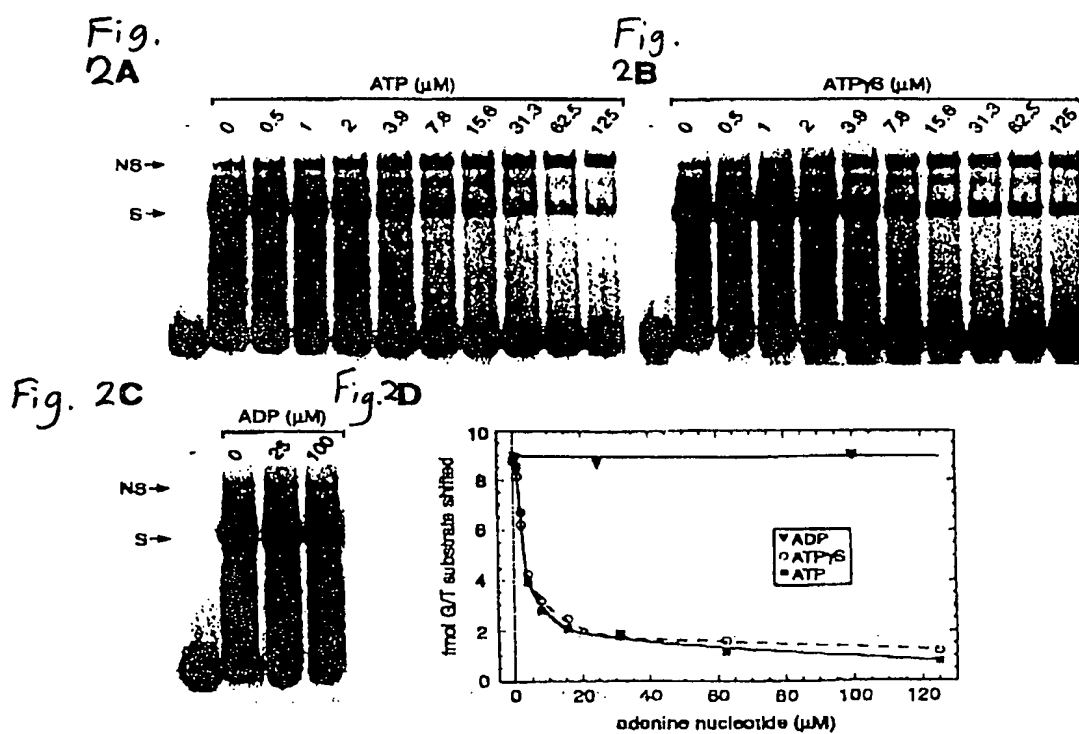 Fig.
2A
ATP (μM)
0 0.5 1 2 3.9 7.8 15.6 31.3 62.5 125
NS→
S→
Fig.
2B
ATPγS (μM)
0 0.5 1 2 3.9 7.8 15.6 31.3 62.5 125
Fig. 2C
ADP (μM)
0 25 100
NS→
S→
Fig.2D
fmol G/T substrate shifted
10
8
6
4
2
0
ADP
ATPγS
ATP
0 20 40 60 80 100 120
adenine nucleotide (μM)